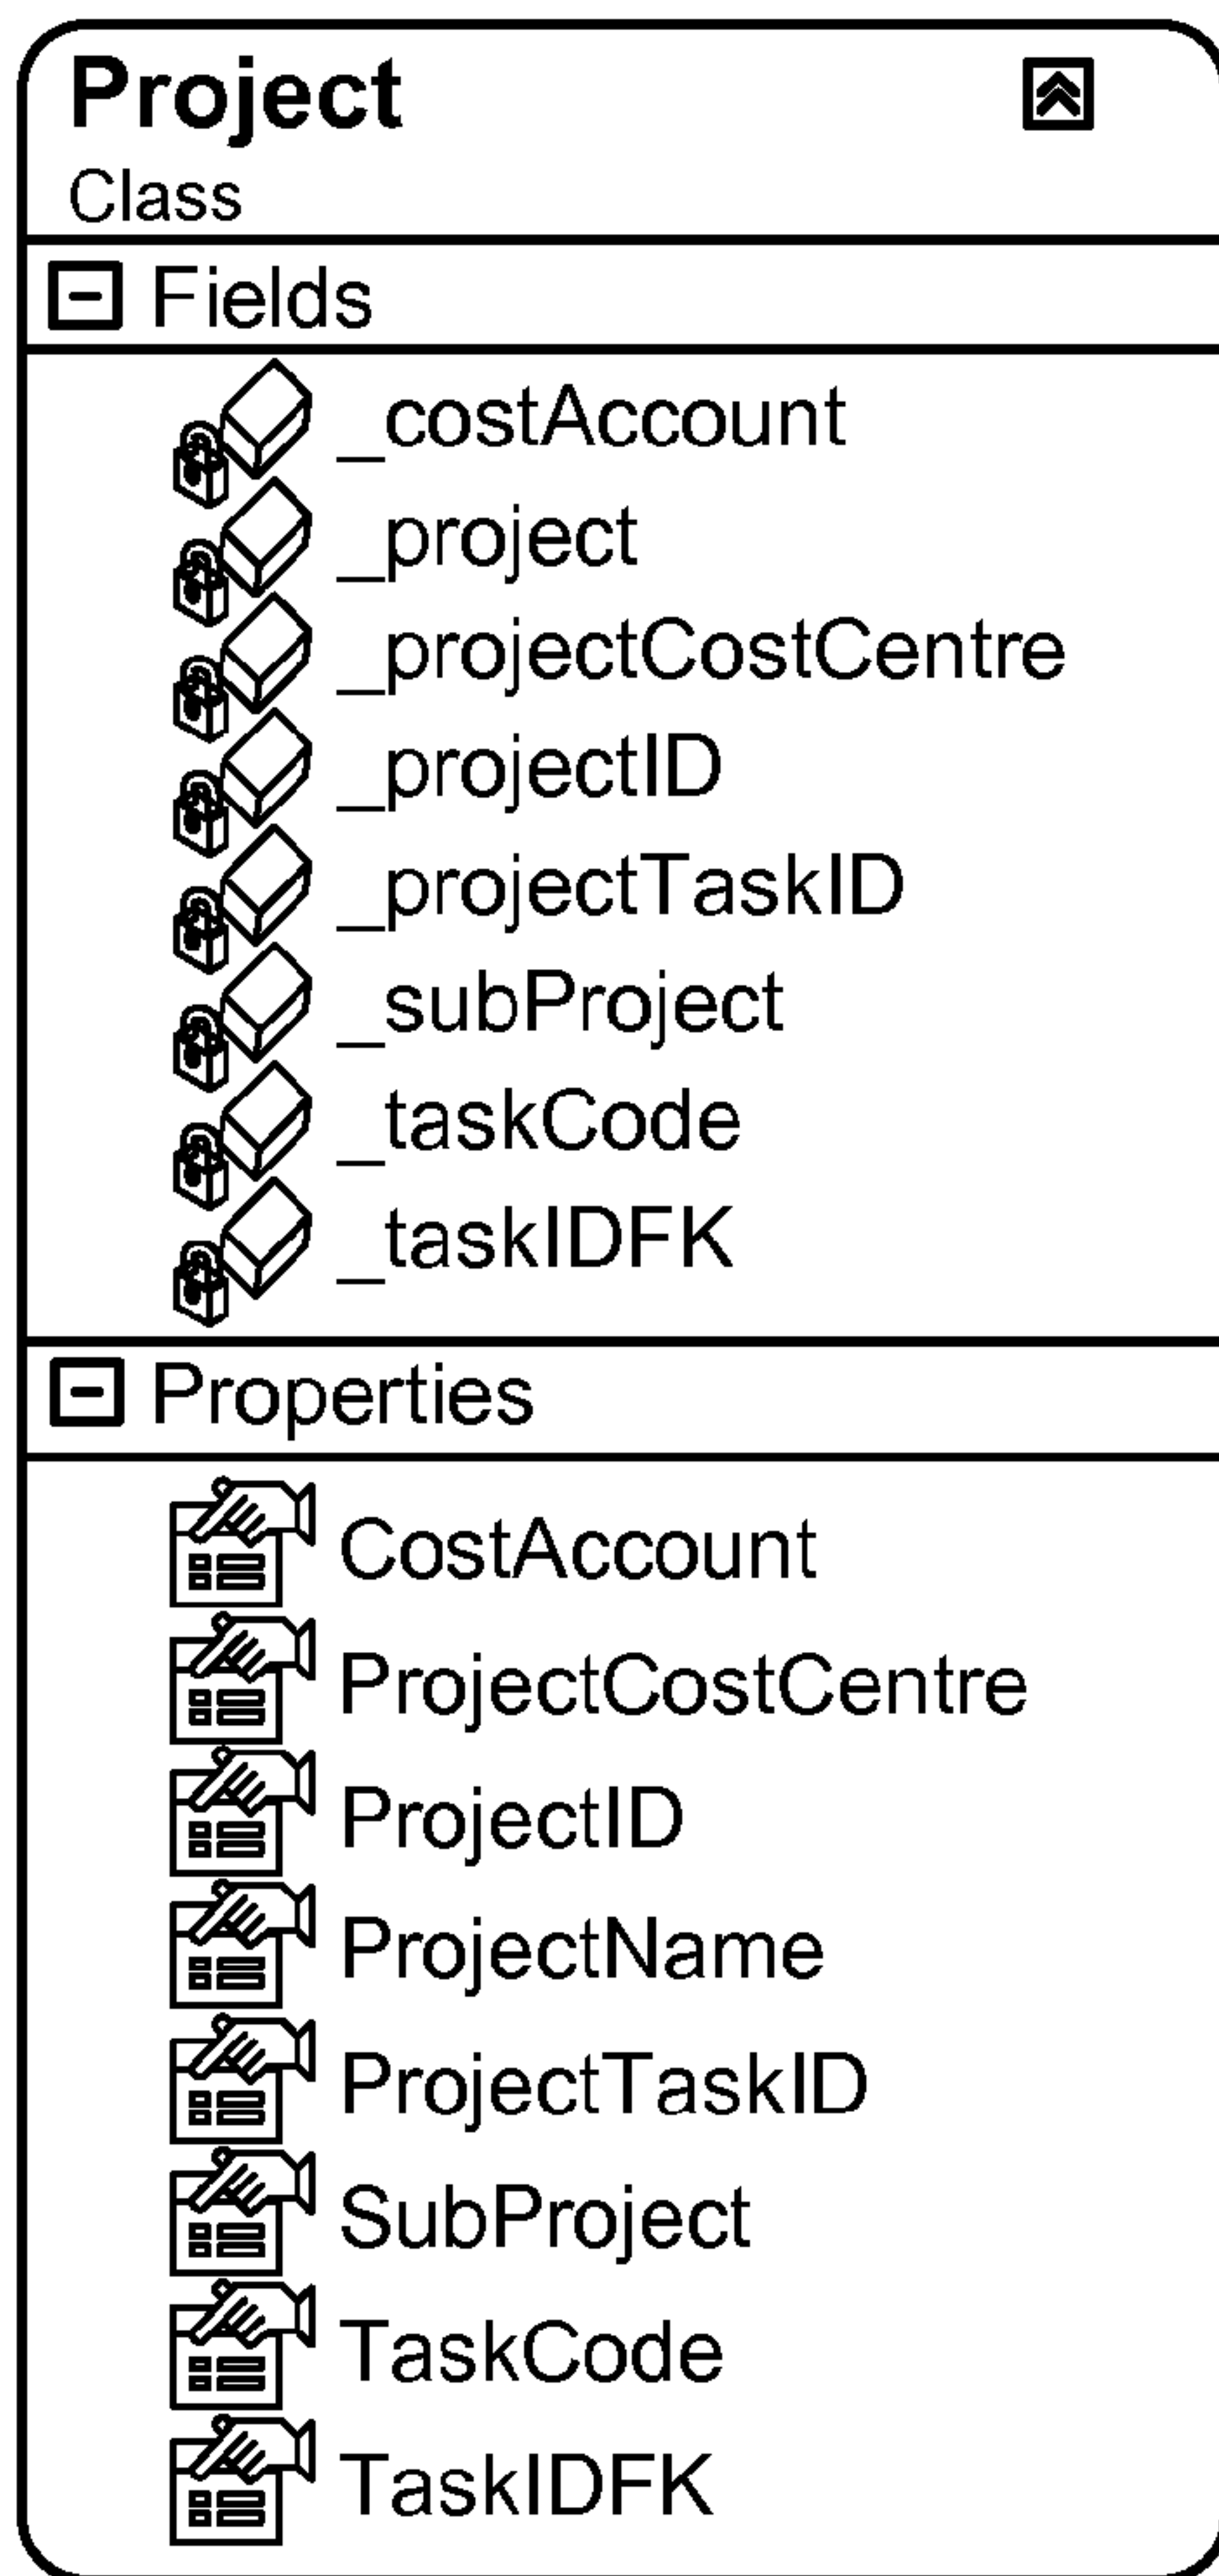 Project
Class
Fields
_costAccount
_project
_projectCostCentre
_projectID
_projectTaskID
_subProject
_taskCode
_taskIDFK
Properties
CostAccount
ProjectCostCentre
ProjectID
ProjectName
ProjectTaskID
SubProject
TaskCode
TaskIDFK